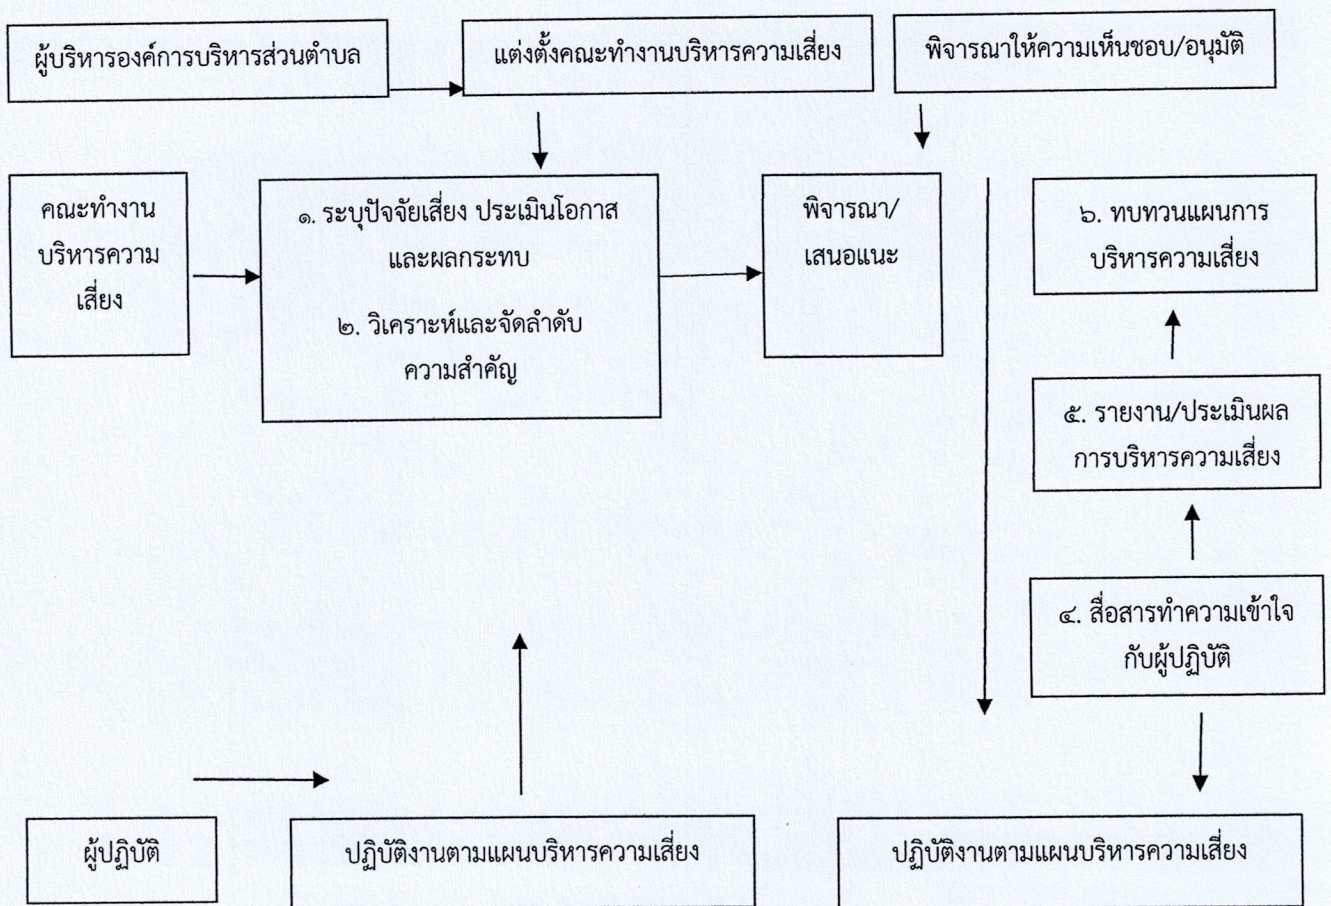 ผู้บริหารองค์การบริหารส่วนตำบล
แต่งตั้งคณะทำงานบริหารความเสี่ยง
พิจารณาให้ความเห็นชอบ/อนุมัติ
คณะทำงาน
บริหารความ
เสี่ยง
๑. ระบุปัจจัยเสี่ยง ประเมินโอกาส
และผลกระทบ
๒. วิเคราะห์และจัดลำดับ
ความสำคัญ
พิจารณา/
เสนอแนะ
๖. ทบทวนแผนการ
บริหารความเสี่ยง
๕. รายงาน/ประเมินผล
การบริหารความเสี่ยง
๔. สื่อสารทำความเข้าใจ
กับผู้ปฏิบัติ
ผู้ปฏิบัติ
ปฏิบัติงานตามแผนบริหารความเสี่ยง
ปฏิบัติงานตามแผนบริหารความเสี่ยง